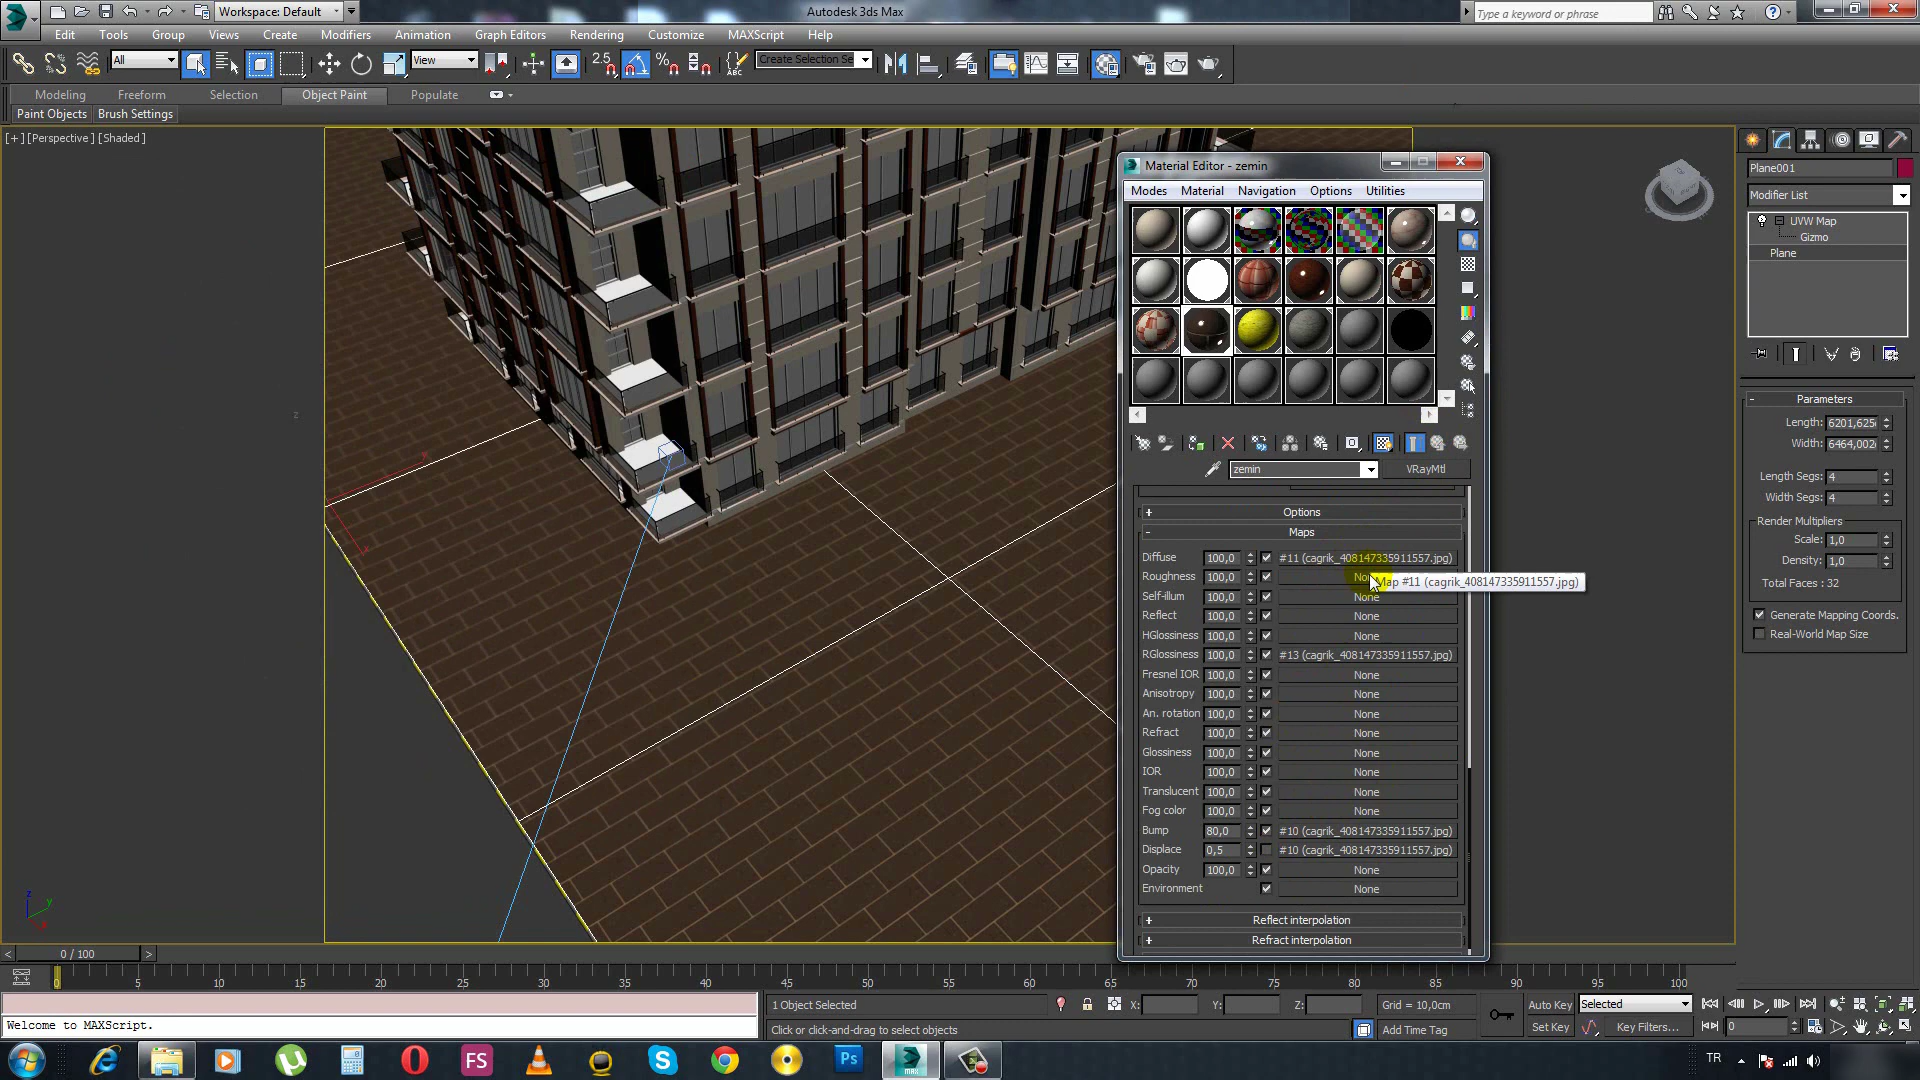 Workspace: Default
Autodesk 3ds Max
Type a keyword or phrase
Edit Tools Group Views Create Modifiers Animation Graph Editors Rendering Customize MAXScript Help
All
View
2.5
Create Selection Se
Modeling Freeform Selection Object Paint Populate
Paint Objects Brush Settings
[+] [Perspective] [Shaded]
Material Editor - zemin
Modes Material Navigation Options Utilities
zemin
VRayMtl
Options
Maps
Diffuse 100,0 #11 (cagrik_408147335911557.jpg)
Roughness 100,0
Map #11 (cagrik_408147335911557.jpg)
Self-illum 100,0 None
Reflect 100,0 None
HGlossiness 100,0 None
RGlossiness 100,0 #13 (cagrik_408147335911557.jpg)
Fresnel IOR 100,0 None
Anisotropy 100,0 None
An. rotation 100,0 None
Refract 100,0 None
Glossiness 100,0 None
IOR 100,0 None
Translucent 100,0 None
Fog color 100,0 None
Bump 80,0 #10 (cagrik_408147335911557.jpg)
Displace 0,5 #10 (cagrik_408147335911557.jpg)
Opacity 100,0 None
Environment None
Reflect interpolation
Refract interpolation
Plane001
Modifier List
UVW Map
Gizmo
Plane
Parameters
Length: 6201,625
Width: 6464,002
Length Segs: 4
Width Segs: 4
Render Multipliers
Scale: 1,0
Density: 1,0
Total Faces : 32
Generate Mapping Coords.
Real-World Map Size
0 / 100
0 5 10 15 20 25 30 35 40 45 50 55 60 65 70 75 80 85 90 95 100
1 Object Selected
X: Y: Z:
Grid = 10,0cm
Auto Key
Selected
Welcome to MAXScript.
Click or click-and-drag to select objects
Add Time Tag
Set Key
Key Filters...
0
FS
Ps
MAX
TR